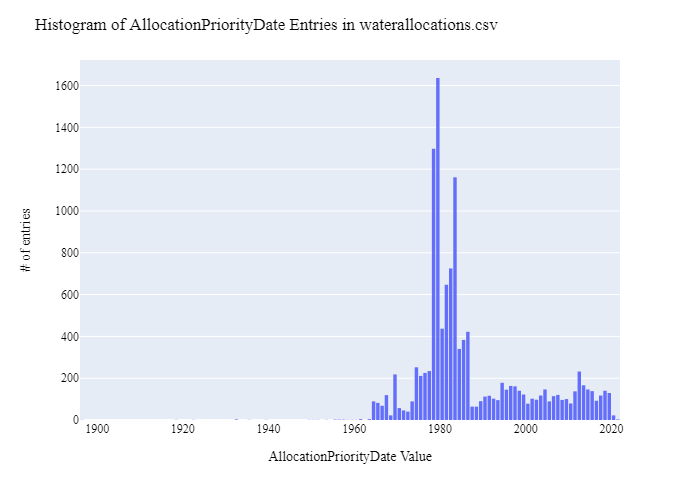 Histogram of AllocationPriorityDate Entries in waterallocations.csv
1600
1400
1200
1000
800
600
400
200
0
# of entries
1900 1920 1940 1960 1980 2000 2020
AllocationPriorityDate Value